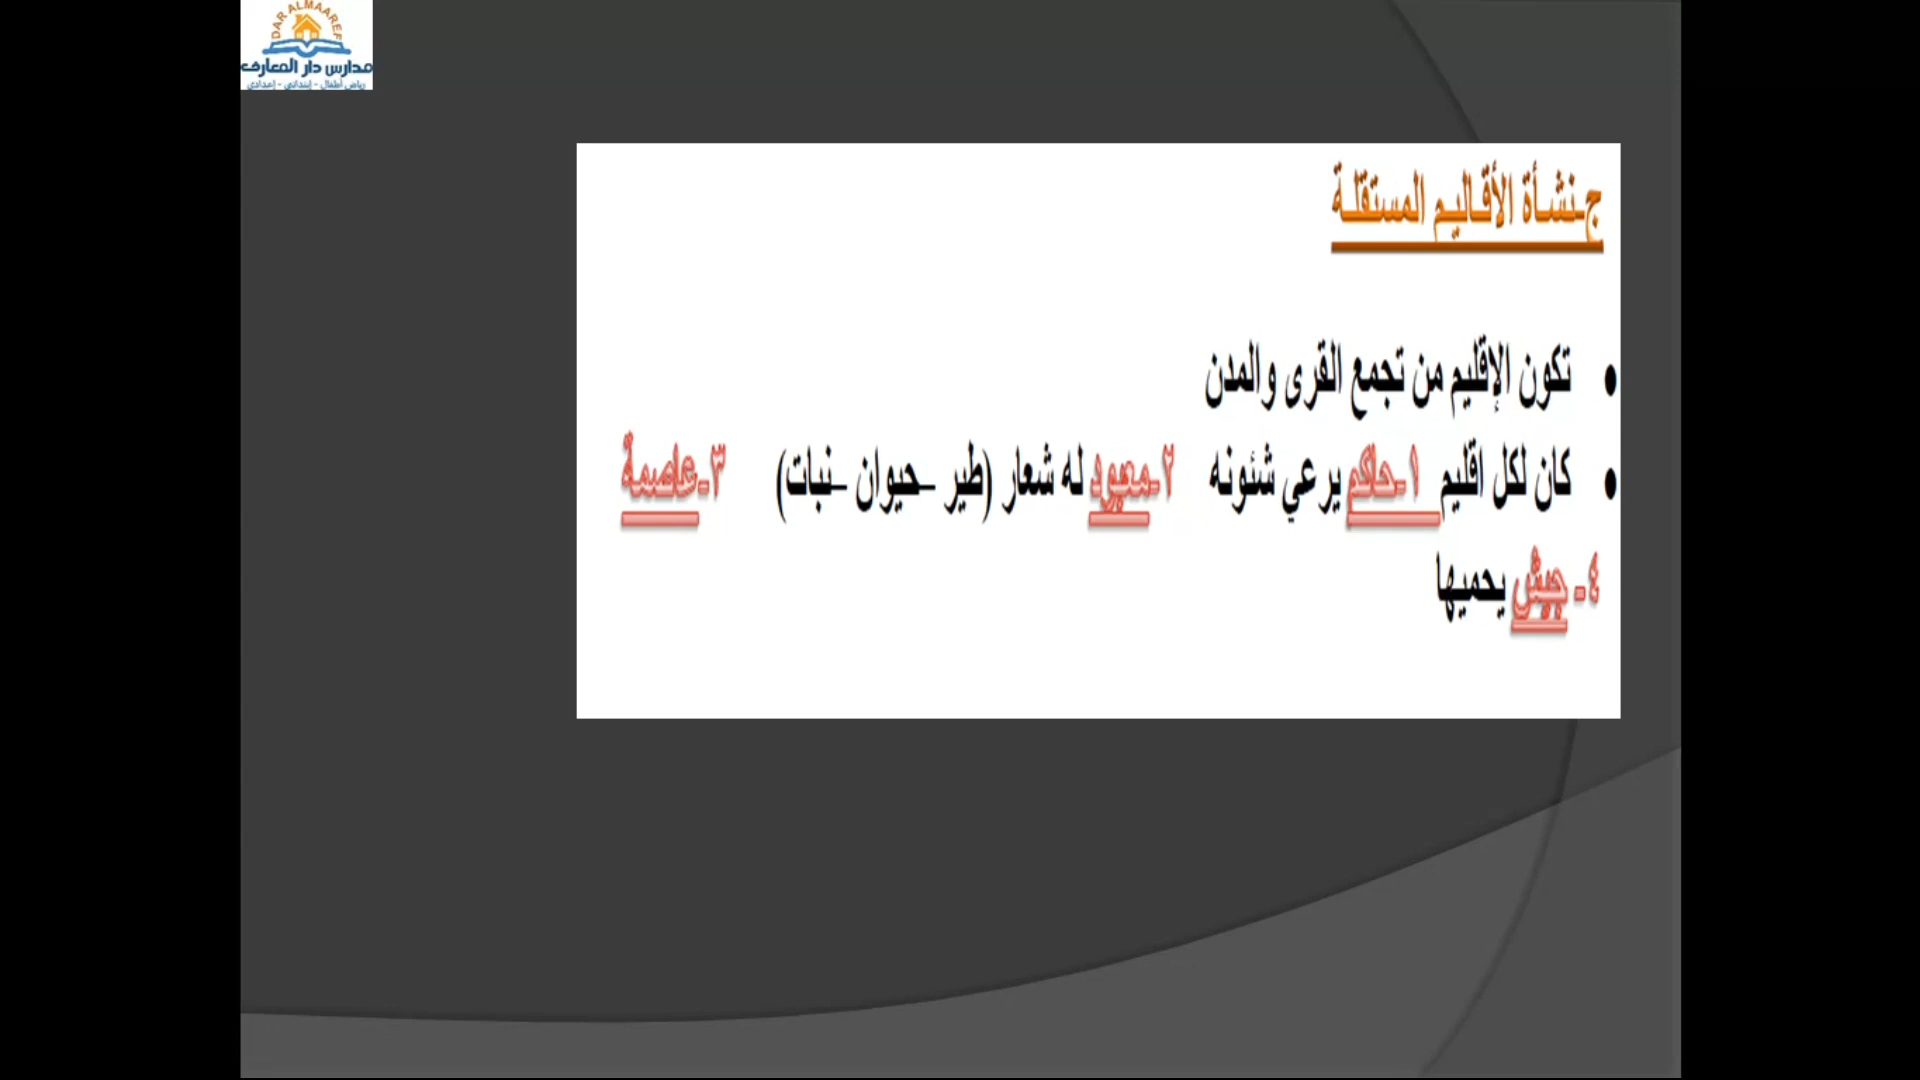 DAR ALMAAREF
مدارس دار المعارف
رياض أطفال - إبتدائي - إعدادي
ج-نشأة الأقاليم المستقلة
• تكون الإقليم من تجمع القرى والمدن
• كان لكل اقليم ١-حاكم يرعي شئونه ٢-معبود له شعار (طير –حيوان –نبات) ٣-عاصمة
٤- جيش يحميها